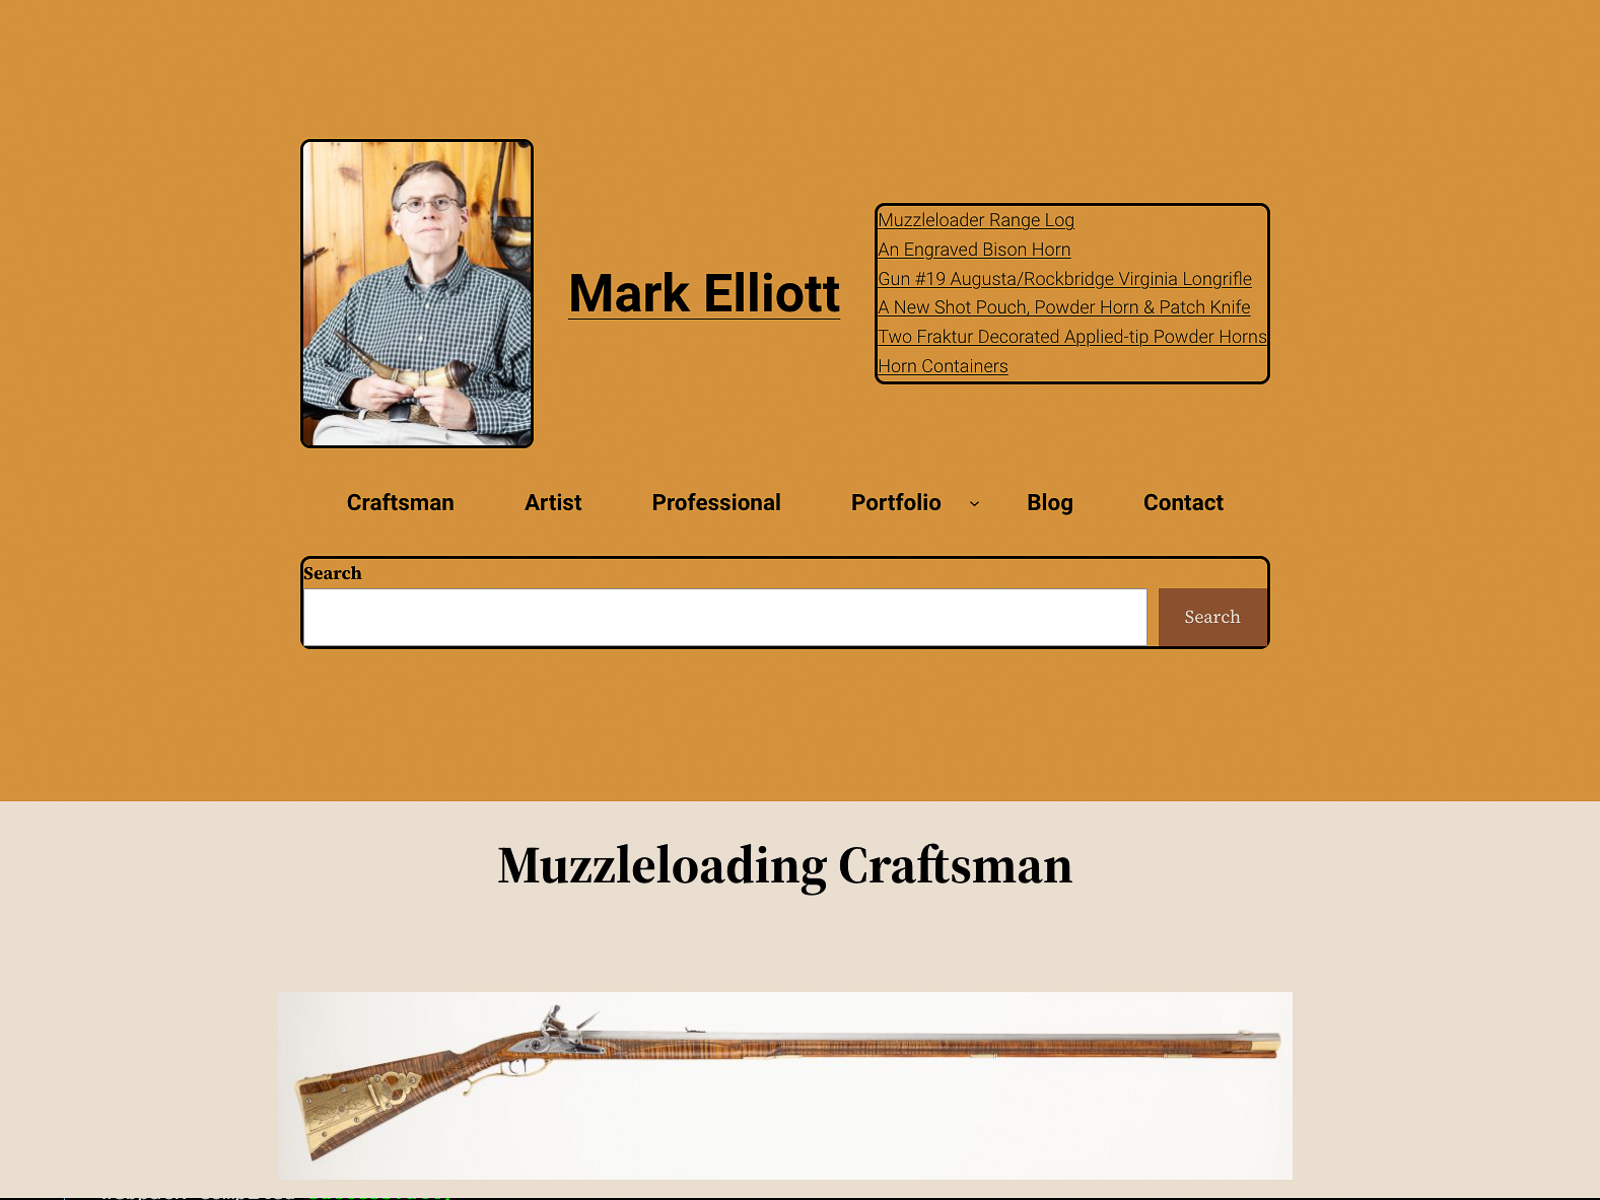 Mark Elliott
Muzzleloader Range Log
An Engraved Bison Horn
Gun #19 Augusta/Rockbridge Virginia Longrifle
A New Shot Pouch, Powder Horn & Patch Knife
Two Fraktur Decorated Applied-tip Powder Horns
Horn Containers
Craftsman Artist Professional Portfolio Blog Contact
Search
Search
Muzzleloading Craftsman